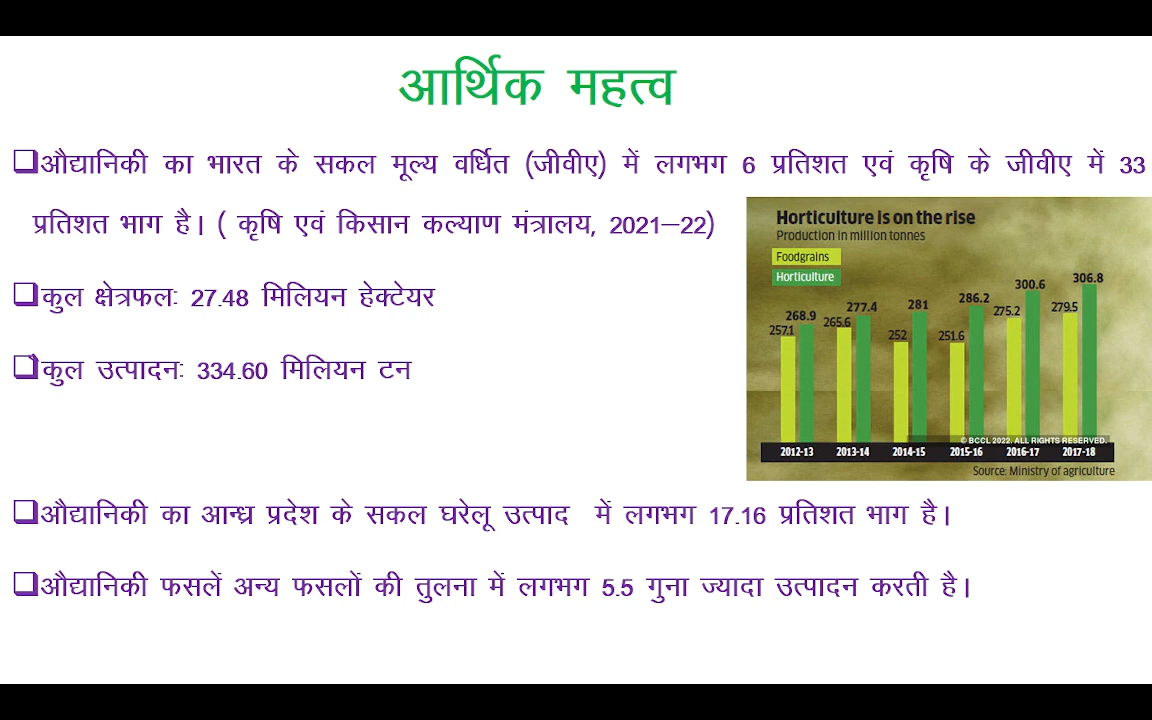 आर्थिक महत्व
❑औद्यानिकी का भारत के सकल मूल्य वर्धित (जीवीए) में लगभग 6 प्रतिशत एवं कृषि के जीवीए में 33
प्रतिशत भाग है। ( कृषि एवं किसान कल्याण मंत्रालय, 2021–22)
❑कुल क्षेत्रफल: 27.48 मिलियन हेक्टेयर
❑कुल उत्पादन: 334.60 मिलियन टन
Horticulture is on the rise
Production in million tonnes
Foodgrains
Horticulture
257.1 268.9 265.6 277.4 252 281 251.6 286.2 275.2 300.6 279.5 306.8
© BCCL 2022. ALL RIGHTS RESERVED.
2012-13 2013-14 2014-15 2015-16 2016-17 2017-18
Source: Ministry of agriculture
❑औद्यानिकी का आन्ध्र प्रदेश के सकल घरेलू उत्पाद में लगभग 17.16 प्रतिशत भाग है।
❑औद्यानिकी फसलें अन्य फसलों की तुलना में लगभग 5.5 गुना ज्यादा उत्पादन करती है।